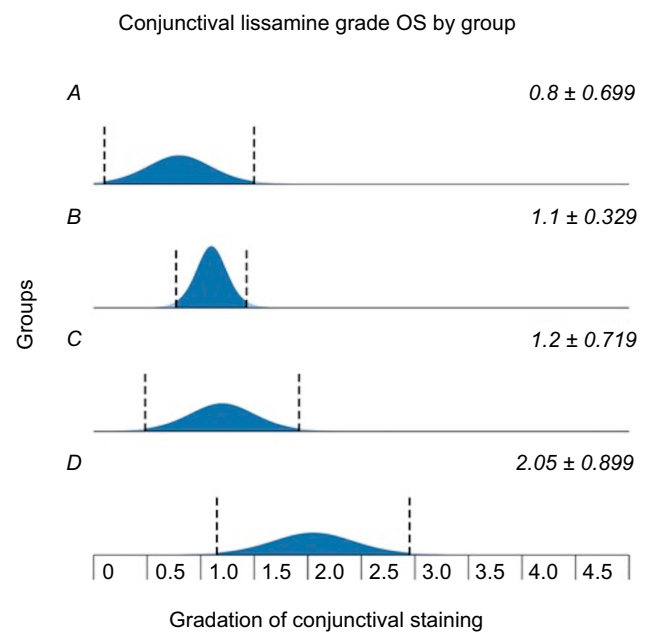 Conjunctival lissamine grade OS by group
A 0.8 ± 0.699
B 1.1 ± 0.329
Groups
C 1.2 ± 0.719
D 2.05 ± 0.899
0 0.5 1.0 1.5 2.0 2.5 3.0 3.5 4.0 4.5
Gradation of conjunctival staining